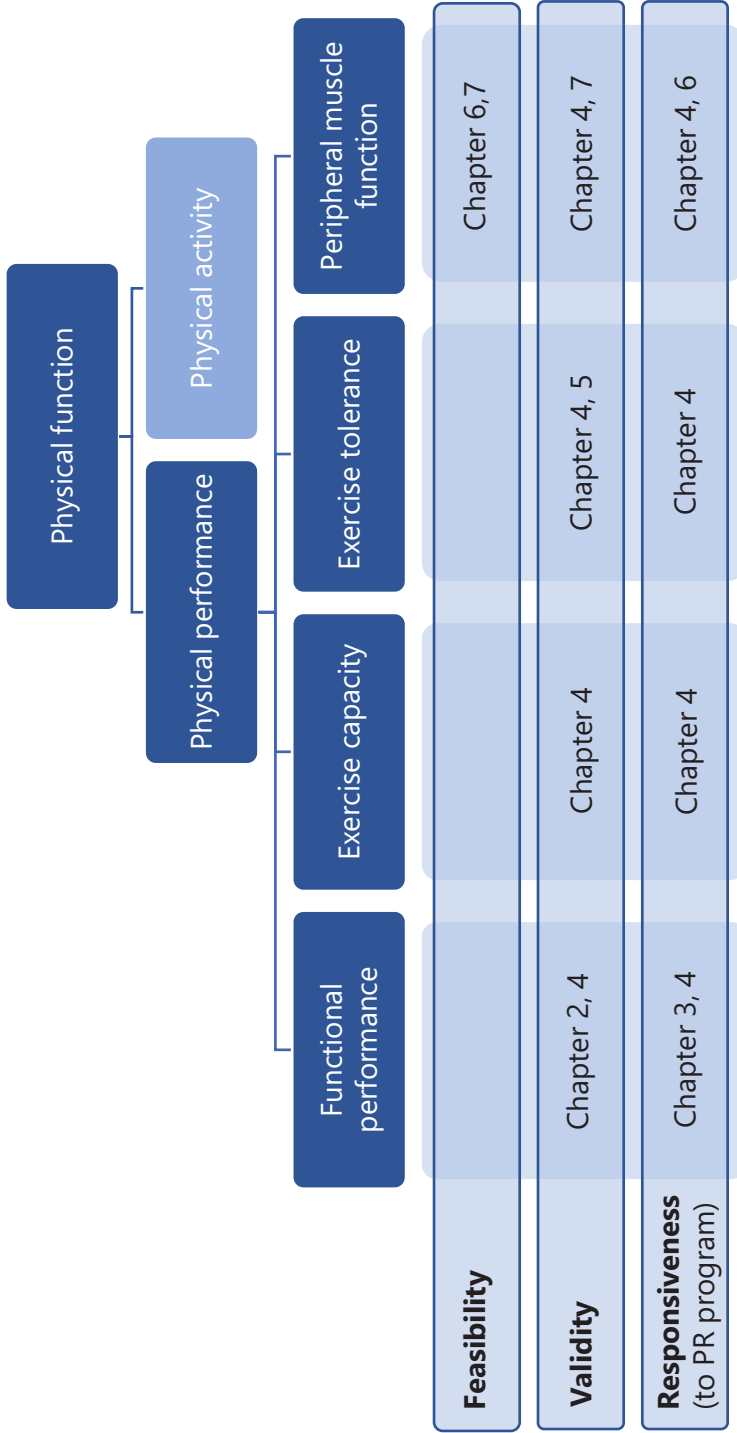 Physical function
Physical performance
Physical activity
Functional
performance
Exercise capacity
Exercise tolerance
Peripheral muscle
function
Feasibility
Chapter 6,7
Validity
Chapter 2, 4
Chapter 4
Chapter 4, 5
Chapter 4, 7
Responsiveness
(to PR program)
Chapter 3, 4
Chapter 4
Chapter 4
Chapter 4, 6